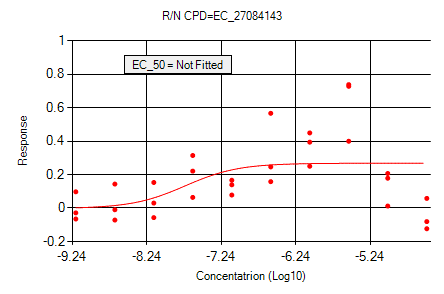 R/N CPD=EC_27084143
EC_50 = Not Fitted
Response
1
0.8
0.6
0.4
0.2
0
-0.2
-9.24 -8.24 -7.24 -6.24 -5.24
Concentatrion (Log10)